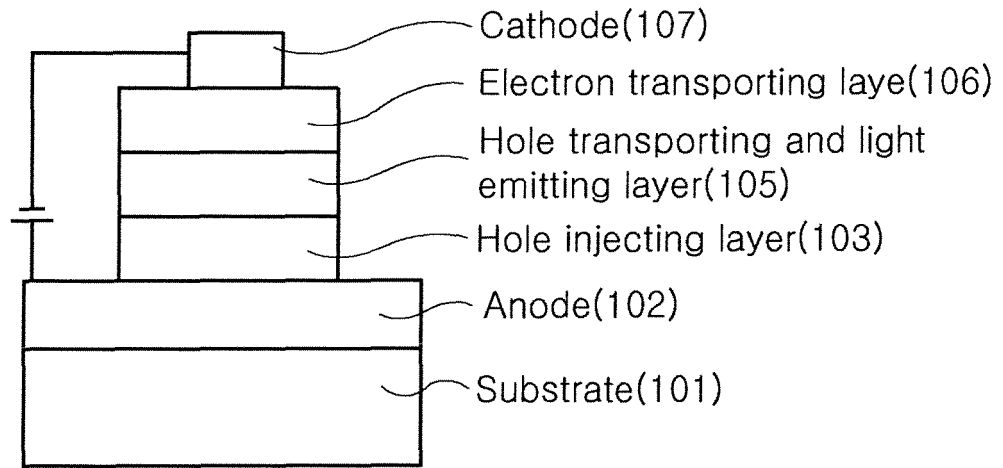 Cathode(107)
Electron transporting laye(106)
Hole transporting and light
emitting layer(105)
Hole injecting layer(103)
Anode(102)
Substrate(101)